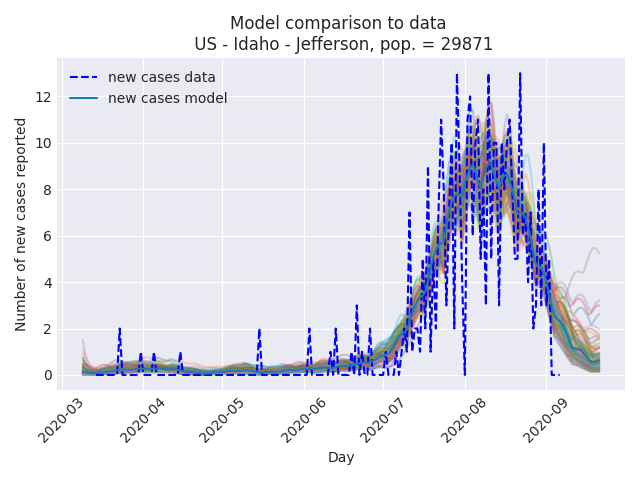 Model comparison to data
US - Idaho - Jefferson, pop. = 29871
new cases data
new cases model
Number of new cases reported
12
10
8
6
4
2
0
2020-03
2020-04
2020-05
2020-06
2020-07
2020-08
2020-09
Day